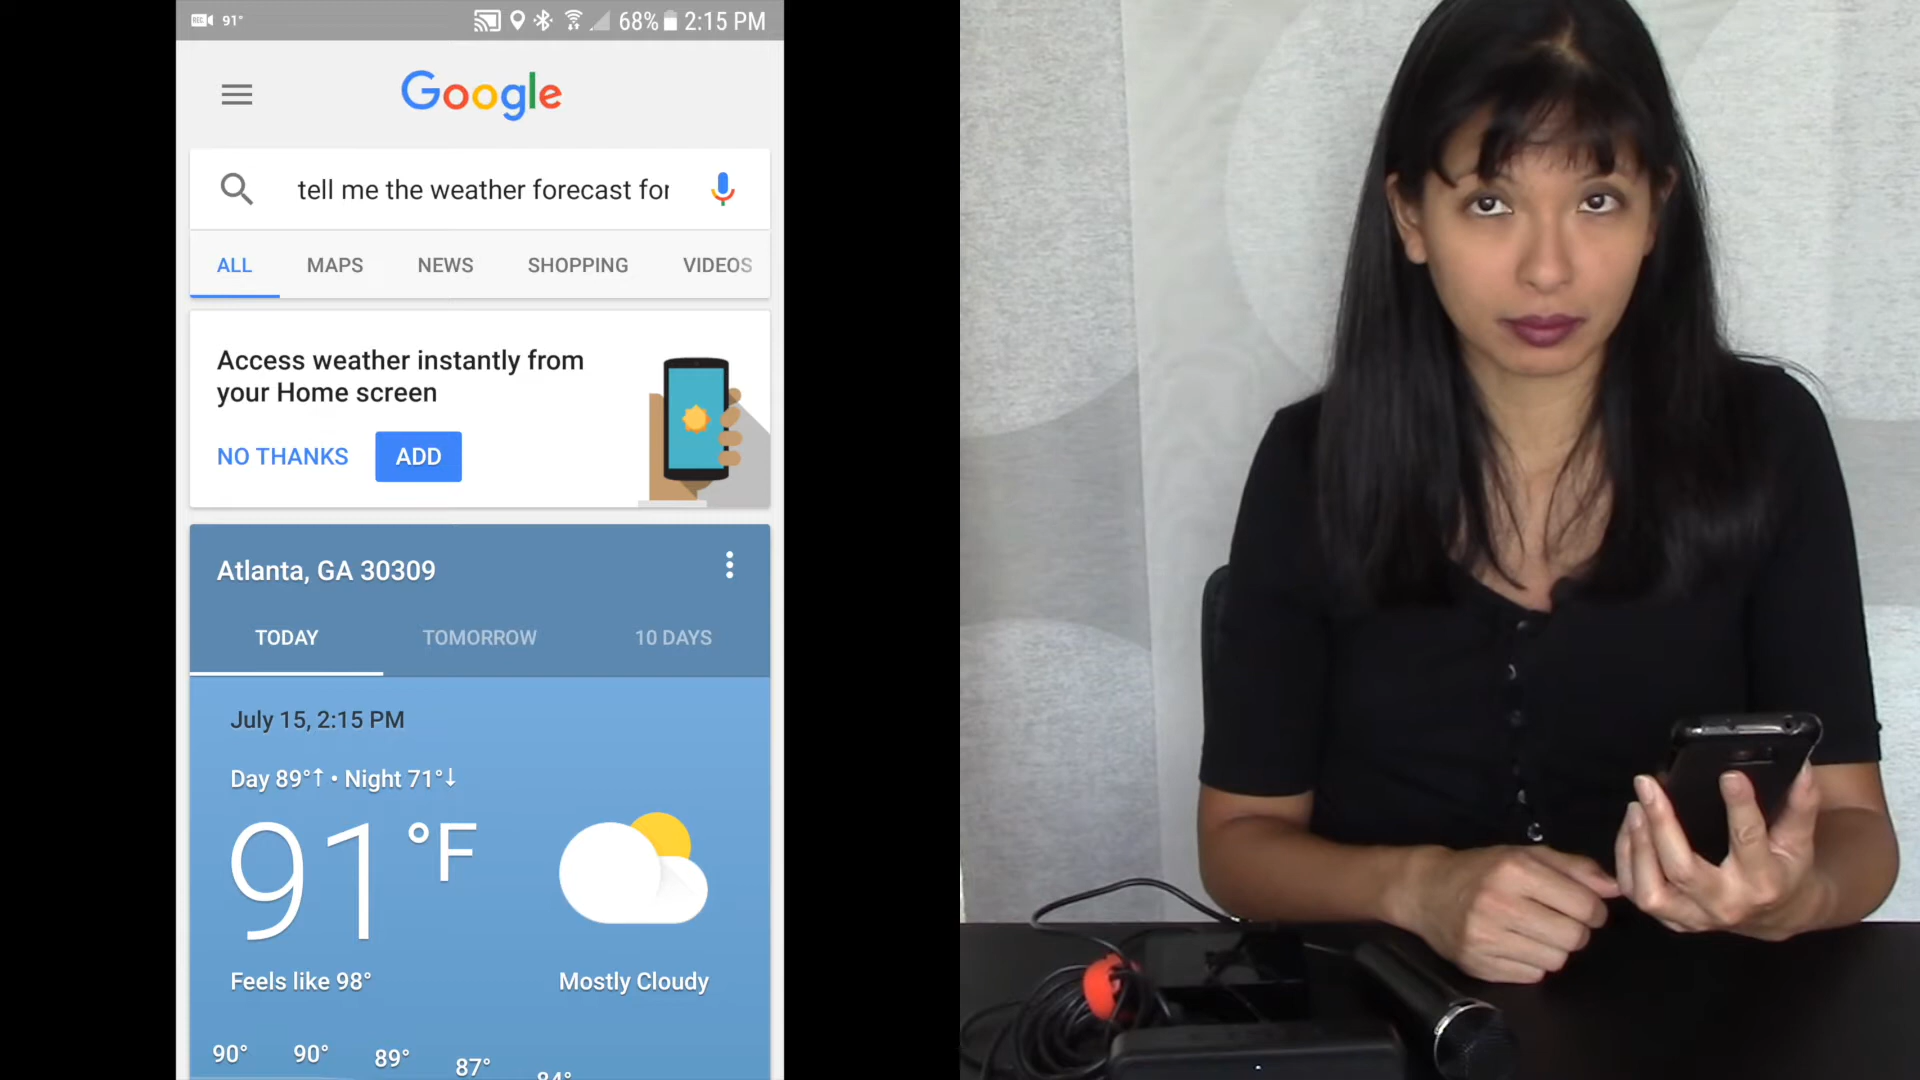 REC 91° 68% 2:15 PM
Google
tell me the weather forecast for
ALL MAPS NEWS SHOPPING VIDEOS
Access weather instantly from
your Home screen
NO THANKS ADD
Atlanta, GA 30309
TODAY TOMORROW 10 DAYS
July 15, 2:15 PM
Day 89°↑ • Night 71°↓
91 °F
Feels like 98° Mostly Cloudy
90° 90° 89° 87° 84°